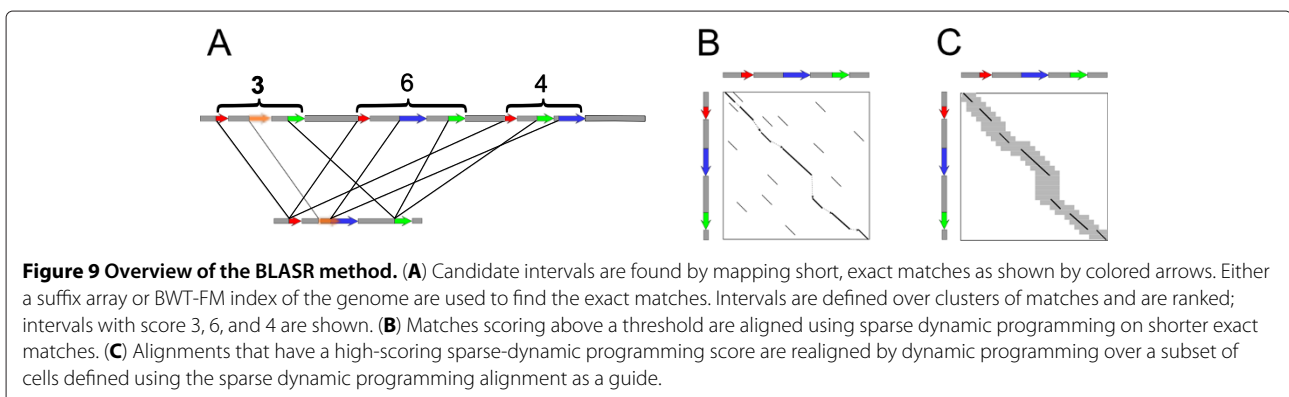 A
B
C
3
6
4
Figure 9 Overview of the BLASR method. (A) Candidate intervals are found by mapping short, exact matches as shown by colored arrows. Either
a suffix array or BWT-FM index of the genome are used to find the exact matches. Intervals are defined over clusters of matches and are ranked;
intervals with score 3, 6, and 4 are shown. (B) Matches scoring above a threshold are aligned using sparse dynamic programming on shorter exact
matches. (C) Alignments that have a high-scoring sparse-dynamic programming score are realigned by dynamic programming over a subset of
cells defined using the sparse dynamic programming alignment as a guide.